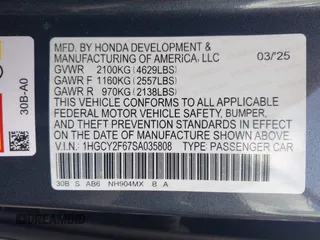 MFD. BY HONDA DEVELOPMENT &
MANUFACTURING OF AMERICA, LLC
03/'25
GVWR 2100KG (4629LBS)
GAWR F 1160KG (2557LBS)
GAWR R 970KG (2138LBS)
THIS VEHICLE CONFORMS TO ALL APPLICABLE
FEDERAL MOTOR VEHICLE SAFETY, BUMPER,
AND THEFT PREVENTION STANDARDS IN EFFECT
ON THE DATE OF MANUFACTURE SHOWN ABOVE.
V.I.N.: 1HGCY2F67SA035808 TYPE: PASSENGER CAR
30B S AB6 NH904MX B A
30B-A0
DREAMBID